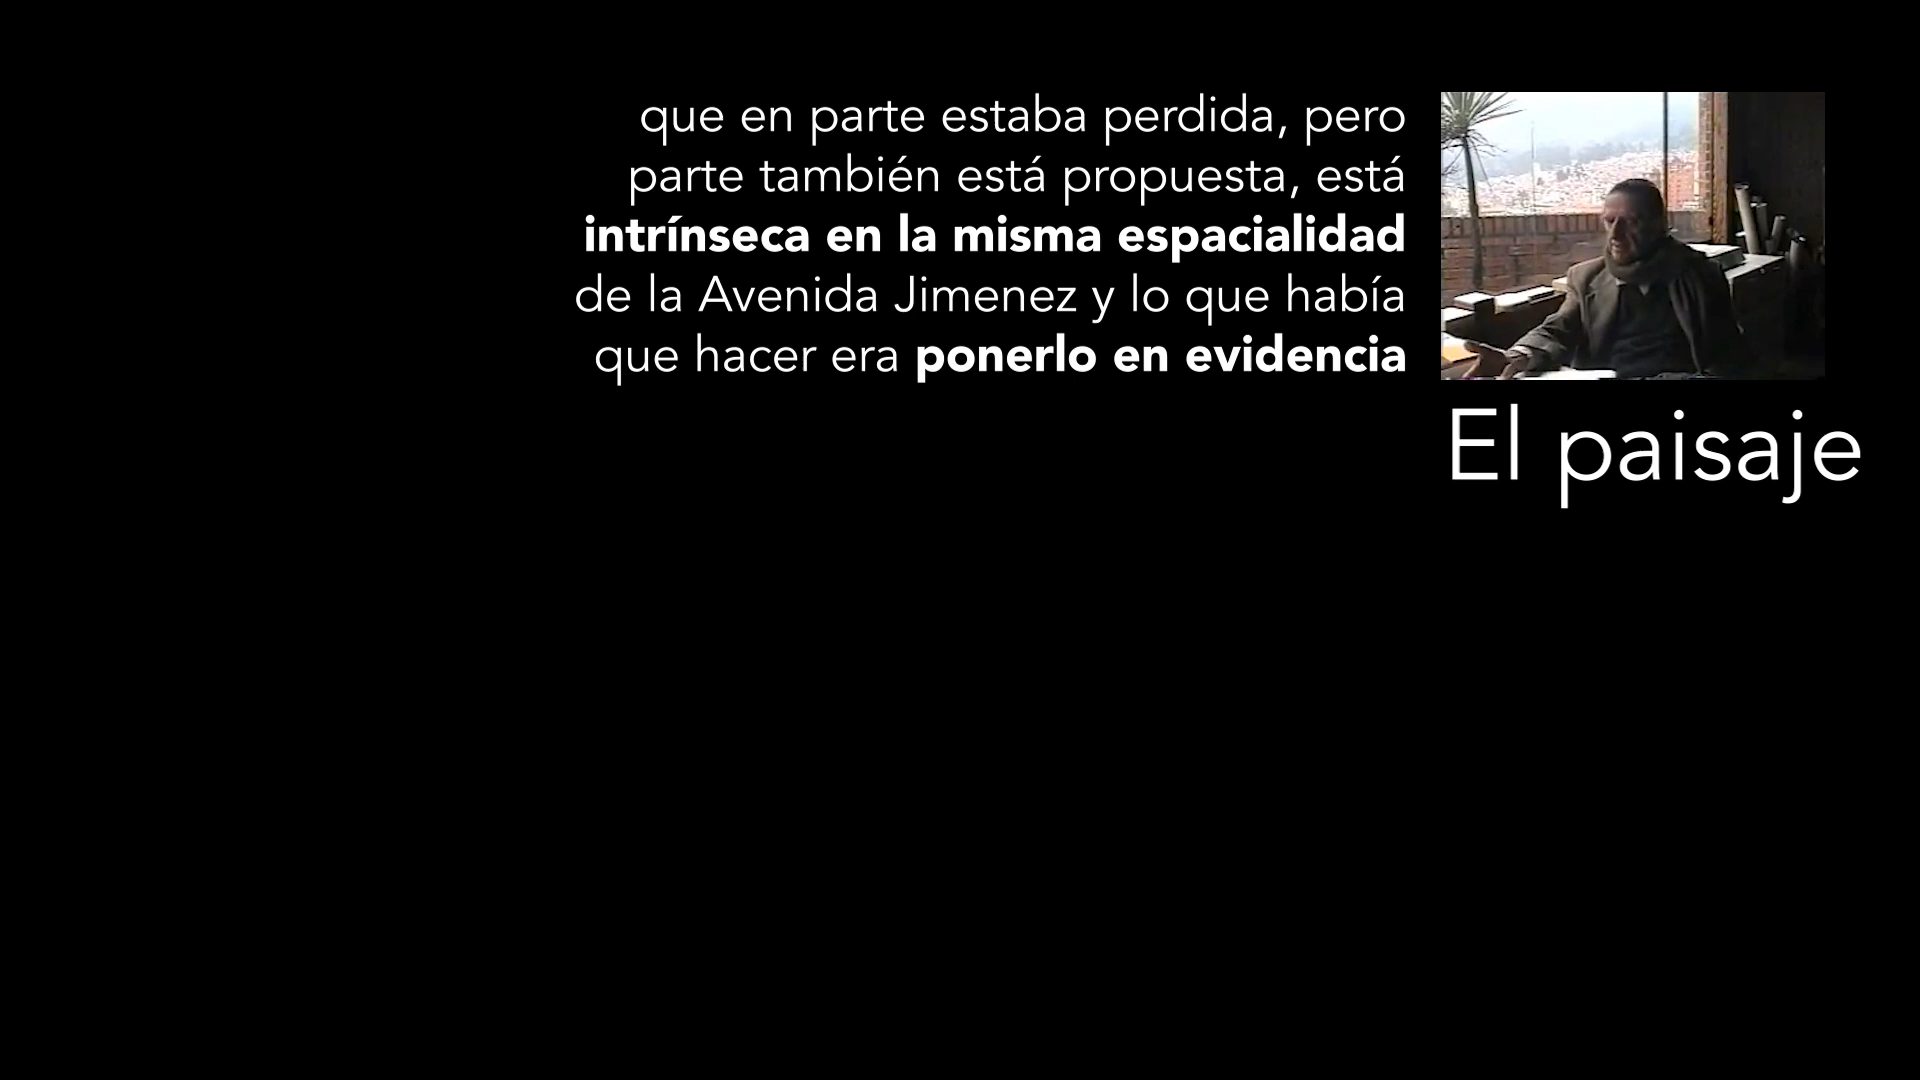 que en parte estaba perdida, pero
parte también está propuesta, está
intrínseca en la misma espacialidad
de la Avenida Jimenez y lo que había
que hacer era ponerlo en evidencia
El paisaje